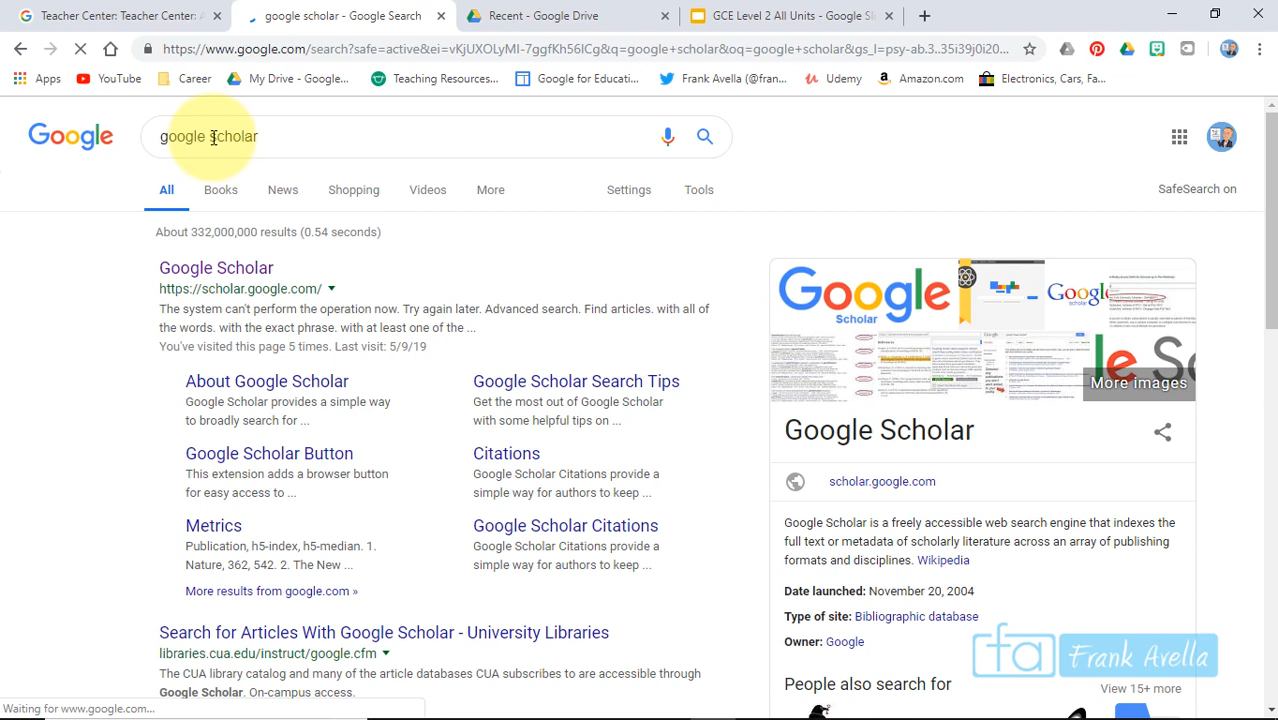 Teacher Center: Teacher Center: A
google scholar - Google Search
Recent - Google Drive
GCE Level 2 All Units - Google Sl
https://www.google.com/search?safe=active&ei=vKjUXOLyMI-7ggfKh56ICg&q=google+scholar&oq=google+scholar&gs_l=psy-ab.3..35i39j0i20...
Apps
YouTube
Career
My Drive - Google...
Teaching Resources...
Google for Educati...
Frank Avella (@fran...
Udemy
Amazon.com
Electronics, Cars, Fa...
Google
google scholar
All
Books
News
Shopping
Videos
More
Settings
Tools
SafeSearch on
About 332,000,000 results (0.54 seconds)
Google Scholar
https://scholar.google.com/
The system can't perform the operation now. Try again later. Advanced search. Find articles. with all of
the words. with the exact phrase. with at least one of the
You've visited this page Last visit: 5/9/19
About Google Scholar
Google Scholar provides a simple way
to broadly search for ...
Google Scholar Search Tips
Get the most out of Google Scholar
with some helpful tips on ...
Google Scholar Button
This extension adds a browser button
for easy access to ...
Citations
Google Scholar Citations provide a
simple way for authors to keep ...
Metrics
Publication, h5-index, h5-median. 1.
Nature, 362, 542. 2. The New ...
Google Scholar Citations
Google Scholar Citations provide a
simple way for authors to keep ...
More results from google.com »
Search for Articles With Google Scholar - University Libraries
libraries.cua.edu/instruct/google.cfm
The CUA library catalog and many of the article databases CUA subscribes to are accessible through
Google Scholar. On-campus access.
Google
Scholar
Google
scholar
More images
Google Scholar
scholar.google.com
Google Scholar is a freely accessible web search engine that indexes the
full text or metadata of scholarly literature across an array of publishing
formats and disciplines. Wikipedia
Date launched: November 20, 2004
Type of site: Bibliographic database
Owner: Google
fa Frank Avella
People also search for
View 15+ more
Waiting for www.google.com...